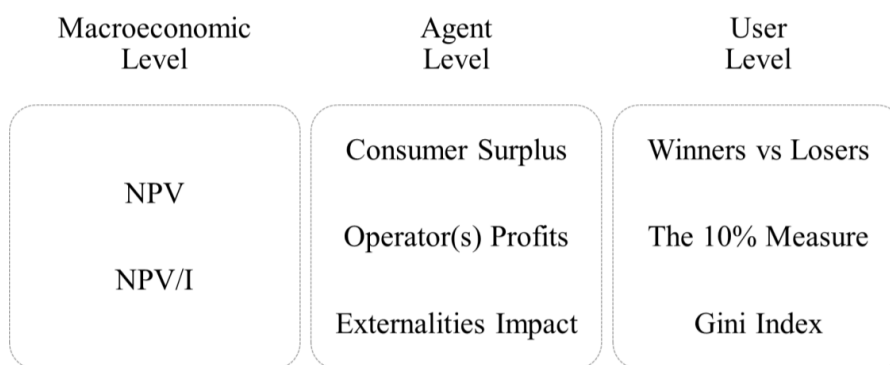 Macroeconomic
Level
Agent
Level
User
Level
NPV
NPV/I
Consumer Surplus
Operator(s) Profits
Externalities Impact
Winners vs Losers
The 10% Measure
Gini Index